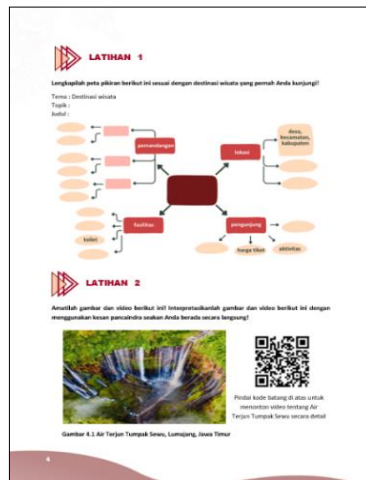 LATIHAN 1
Lengkapilah peta pikiran berikut ini sesuai dengan destinasi wisata yang pernah Anda kunjungi!
Tema : Destinasi wisata
Topik :
Judul :
pemandangan
lokasi
desa,
kecamatan,
kabupaten
fasilitas
toilet
pengunjung
harga tiket
aktivitas
LATIHAN 2
Amatilah gambar dan video berikut ini! Interpretasikanlah gambar dan video berikut ini dengan
menggunakan kesan pancaindra seakan Anda berada secara langsung!
Pindai kode batang di atas untuk
menonton video tentang Air
Terjun Tumpak Sewu secara detail
Gambar 4.1 Air Terjun Tumpak Sewu, Lumajang, Jawa Timur
4